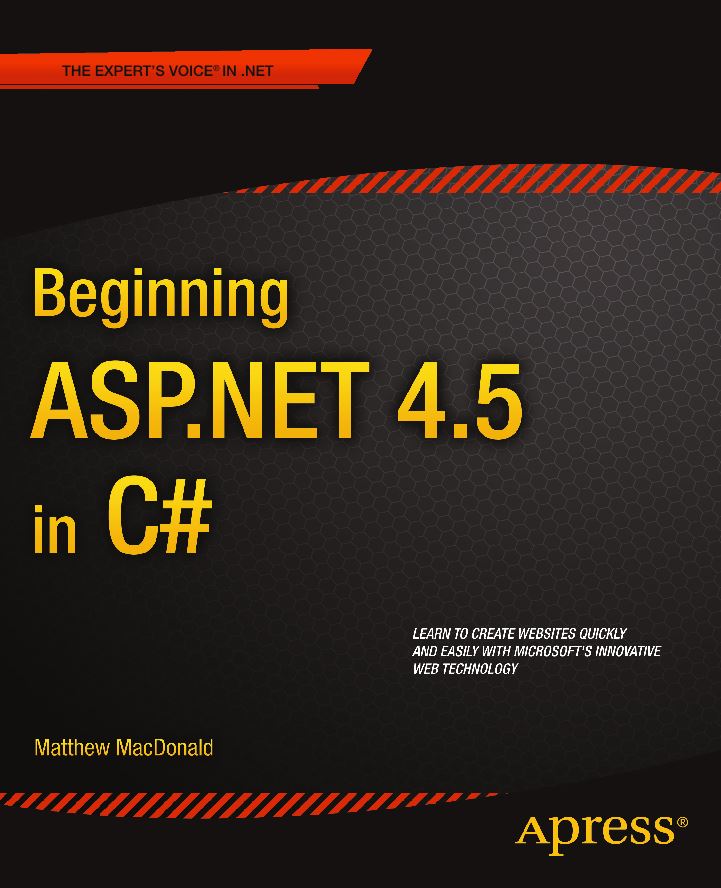 THE EXPERT'S VOICE® IN .NET
Beginning
ASP.NET 4.5
in C#
LEARN TO CREATE WEBSITES QUICKLY
AND EASILY WITH MICROSOFT'S INNOVATIVE
WEB TECHNOLOGY
Matthew MacDonald
Apress®